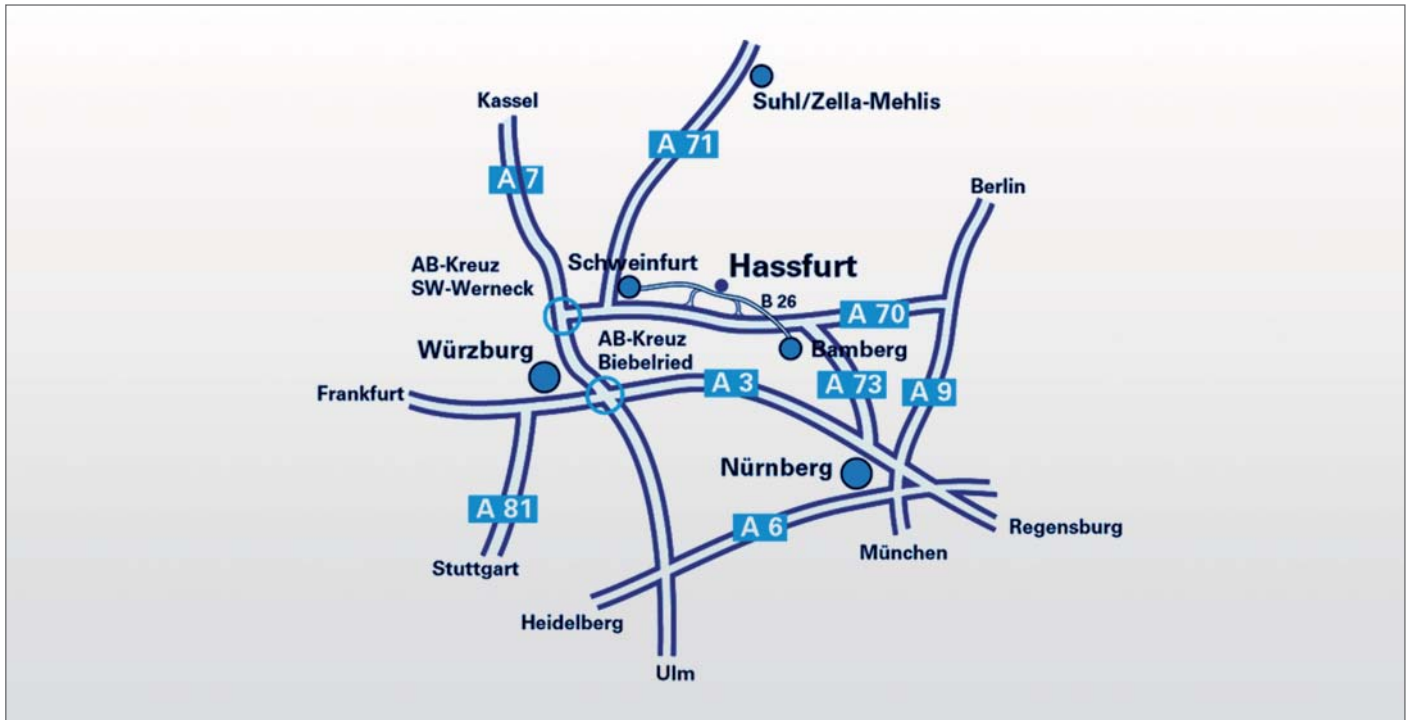 Kassel
Suhl/Zella-Mehlis
A 71
A 7
Berlin
AB-Kreuz
SW-Werneck
Schweinfurt
Hassfurt
B 26
A 70
AB-Kreuz
Biebelried
Würzburg
Bamberg
Frankfurt
A 3
A 73
A 9
Nürnberg
A 81
A 6
Regensburg
München
Stuttgart
Heidelberg
Ulm